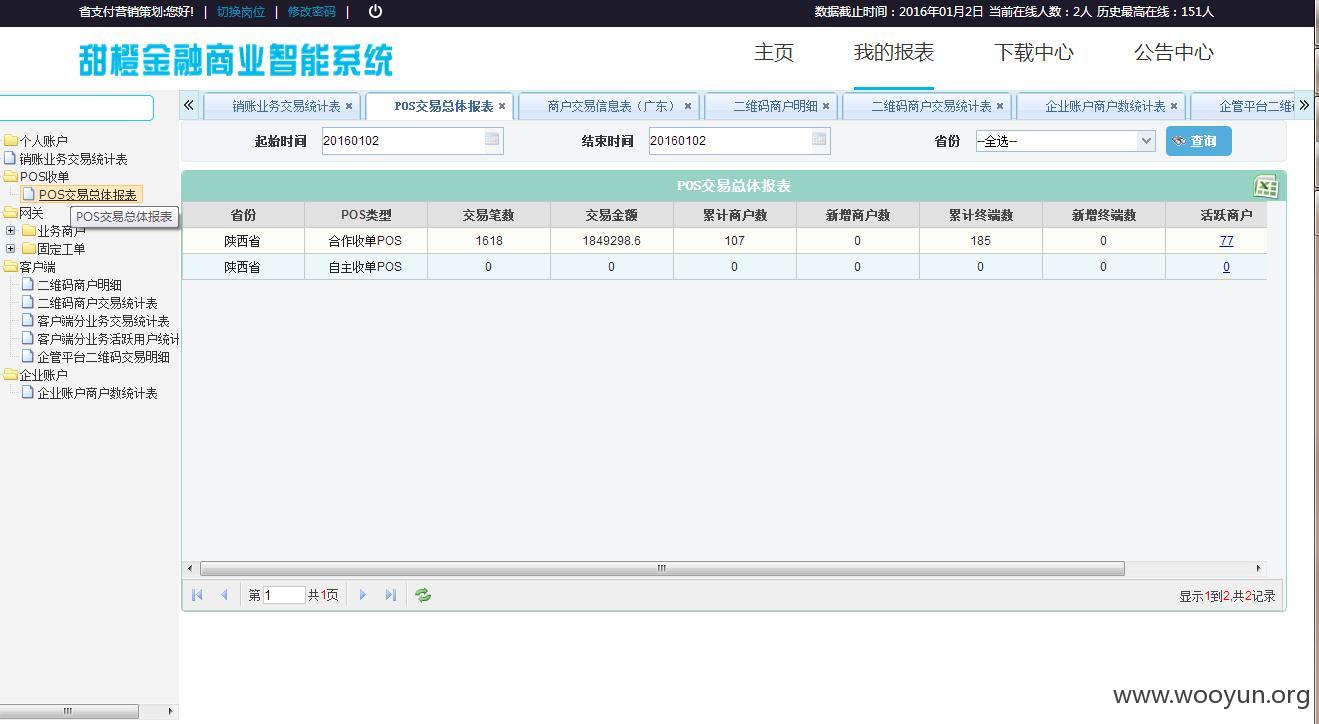 省支付营销策划:您好! | 切换岗位 | 修改密码 | 数据截止时间：2016年01月2日 当前在线人数：2人 历史最高在线：151人
甜橙金融商业智能系统 主页 我的报表 下载中心 公告中心
销账业务交易统计表 × POS交易总体报表 × 商户交易信息表（广东） × 二维码商户明细 × 二维码商户交易统计表 × 企业账户商户数统计表 × 企管平台二维
起始时间 20160102 结束时间 20160102 省份 --全选-- 查询
个人账户
销账业务交易统计表
POS收单
POS交易总体报表
网关
POS交易总体报表
业务商户
固定工单
客户端
二维码商户明细
二维码商户交易统计表
客户端分业务交易统计表
客户端分业务活跃用户统计
企管平台二维码交易明细
企业账户
企业账户商户数统计表
POS交易总体报表
省份 POS类型 交易笔数 交易金额 累计商户数 新增商户数 累计终端数 新增终端数 活跃商户
陕西省 合作收单POS 1618 1849298.6 107 0 185 0 77
陕西省 自主收单POS 0 0 0 0 0 0 0
第 1 共1页 显示1到2,共2记录
www.wooyun.org